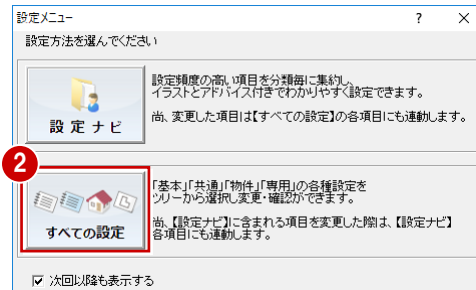 設定メニュー ? ×
設定方法を選んでください
設定ナビ
設定頻度の高い項目を分類毎に集約し、
イラストとアドバイス付きでわかりやすく設定できます。
尚、変更した項目は【すべての設定】の各項目にも連動します。
2
すべての設定
「基本」「共通」「物件」「専用」の各種設定を
ツリーから選択し変更・確認ができます。
尚、【設定ナビ】に含まれる項目を変更した際は、【設定ナビ】
各項目にも連動します。
次回以降も表示する